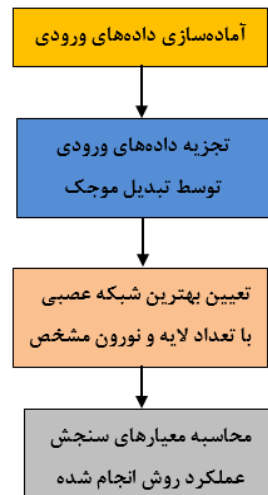 آماده‌سازی داده‌های ورودی
تجزیه داده‌های ورودی
توسط تبدیل موجک
تعیین بهترین شبکه عصبی
با تعداد لایه و نورون مشخص
محاسبه معیارهای سنجش
عملکرد روش انجام شده